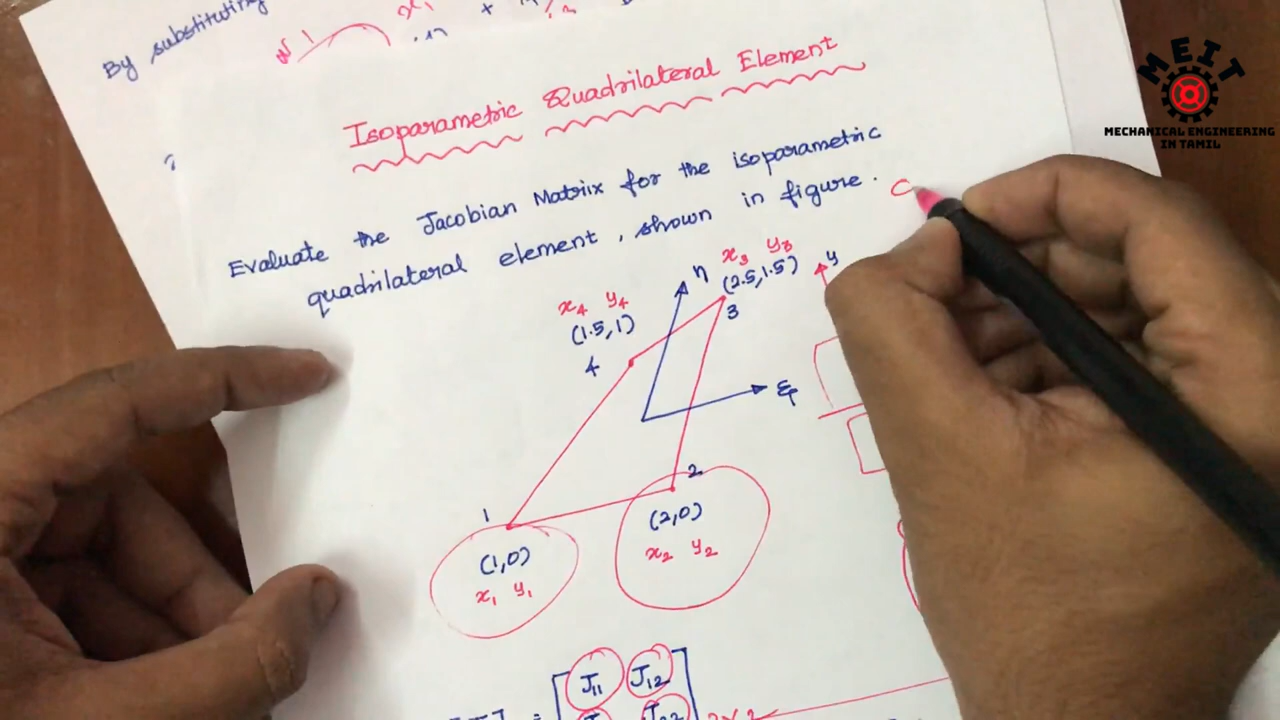 By substituting
x₁
+
Isoparametric Quadrilateral Element
Evaluate the Jacobian Matrix for the isoparametric
quadrilateral element, shown in figure.
x₃ y₃
(2.5,1.5)
3
η
y
x₄ y₄
(1.5,1)
4
ξ
2
(2,0)
x₂ y₂
1
(1,0)
x₁ y₁
J₁₁ J₁₂
J₂₂
2x2
MEIT
MECHANICAL ENGINEERING
IN TAMIL